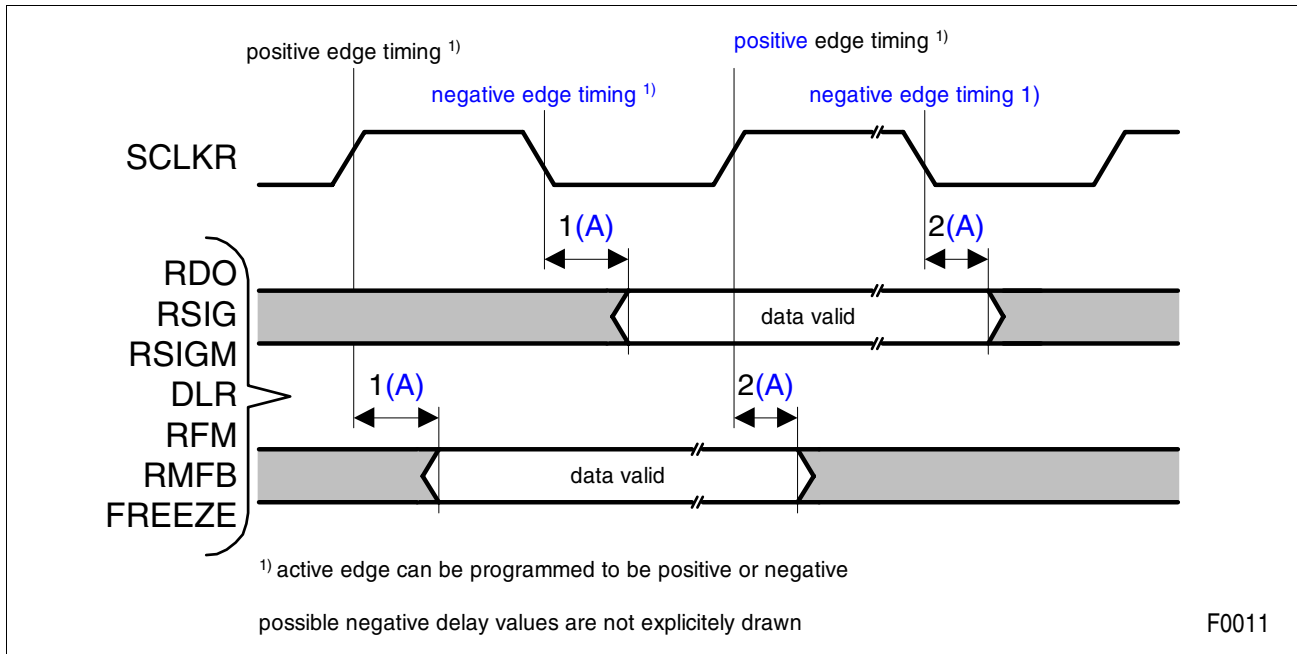 positive edge timing 1)
positive edge timing 1)
negative edge timing 1)
negative edge timing 1)
SCLKR
1(A)
2(A)
RDO
RSIG
data valid
RSIGM
DLR
1(A)
2(A)
RFM
RMFB
data valid
FREEZE
1) active edge can be programmed to be positive or negative
possible negative delay values are not explicitely drawn
F0011